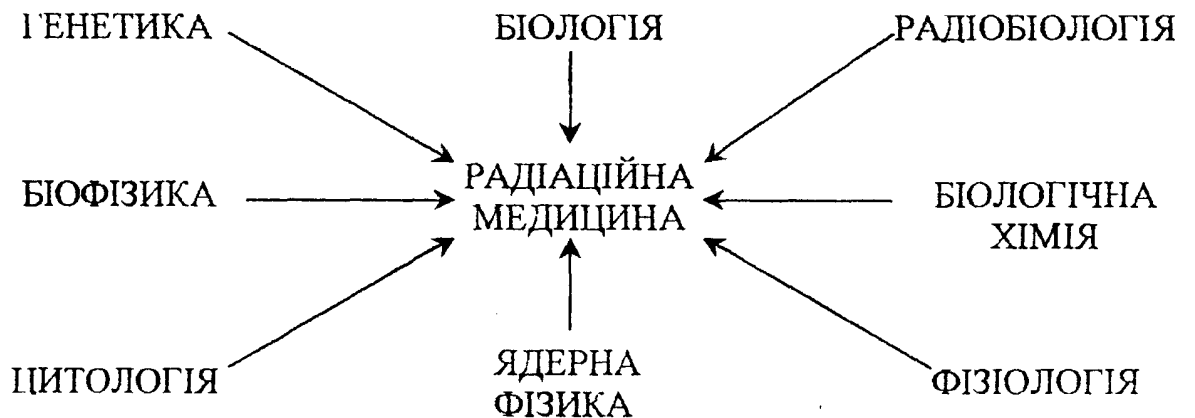 ГЕНЕТИКА
БІОЛОГІЯ
РАДІОБІОЛОГІЯ
БІОФІЗИКА
РАДІАЦІЙНА
МЕДИЦИНА
БІОЛОГІЧНА
ХІМІЯ
ЦИТОЛОГІЯ
ЯДЕРНА
ФІЗИКА
ФІЗІОЛОГІЯ